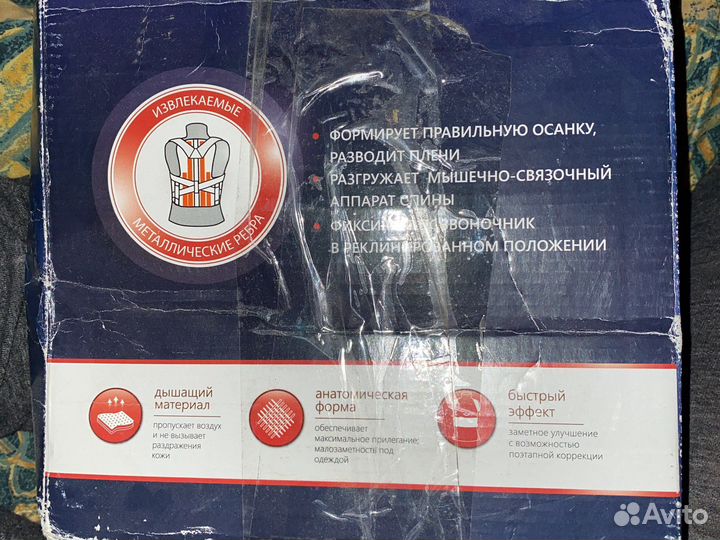 ИЗВЛЕКАЕМЫЕ
МЕТАЛЛИЧЕСКИЕ РЕБРА
ФОРМИРУЕТ ПРАВИЛЬНУЮ ОСАНКУ,
РАЗВОДИТ ПЛЕЧИ
РАЗГРУЖАЕТ МЫШЕЧНО-СВЯЗОЧНЫЙ
АППАРАТ СПИНЫ
В РЕКЛИНИРОВАННОМ ПОЛОЖЕНИИ
дышащий
материал
пропускает воздух
и не вызывает
раздражения
кожи
анатомическая
форма
обеспечивает
максимальное прилегание;
малозаметность под
одеждой
быстрый
эффект
заметное улучшение
с возможностью
поэтапной коррекции
Avito